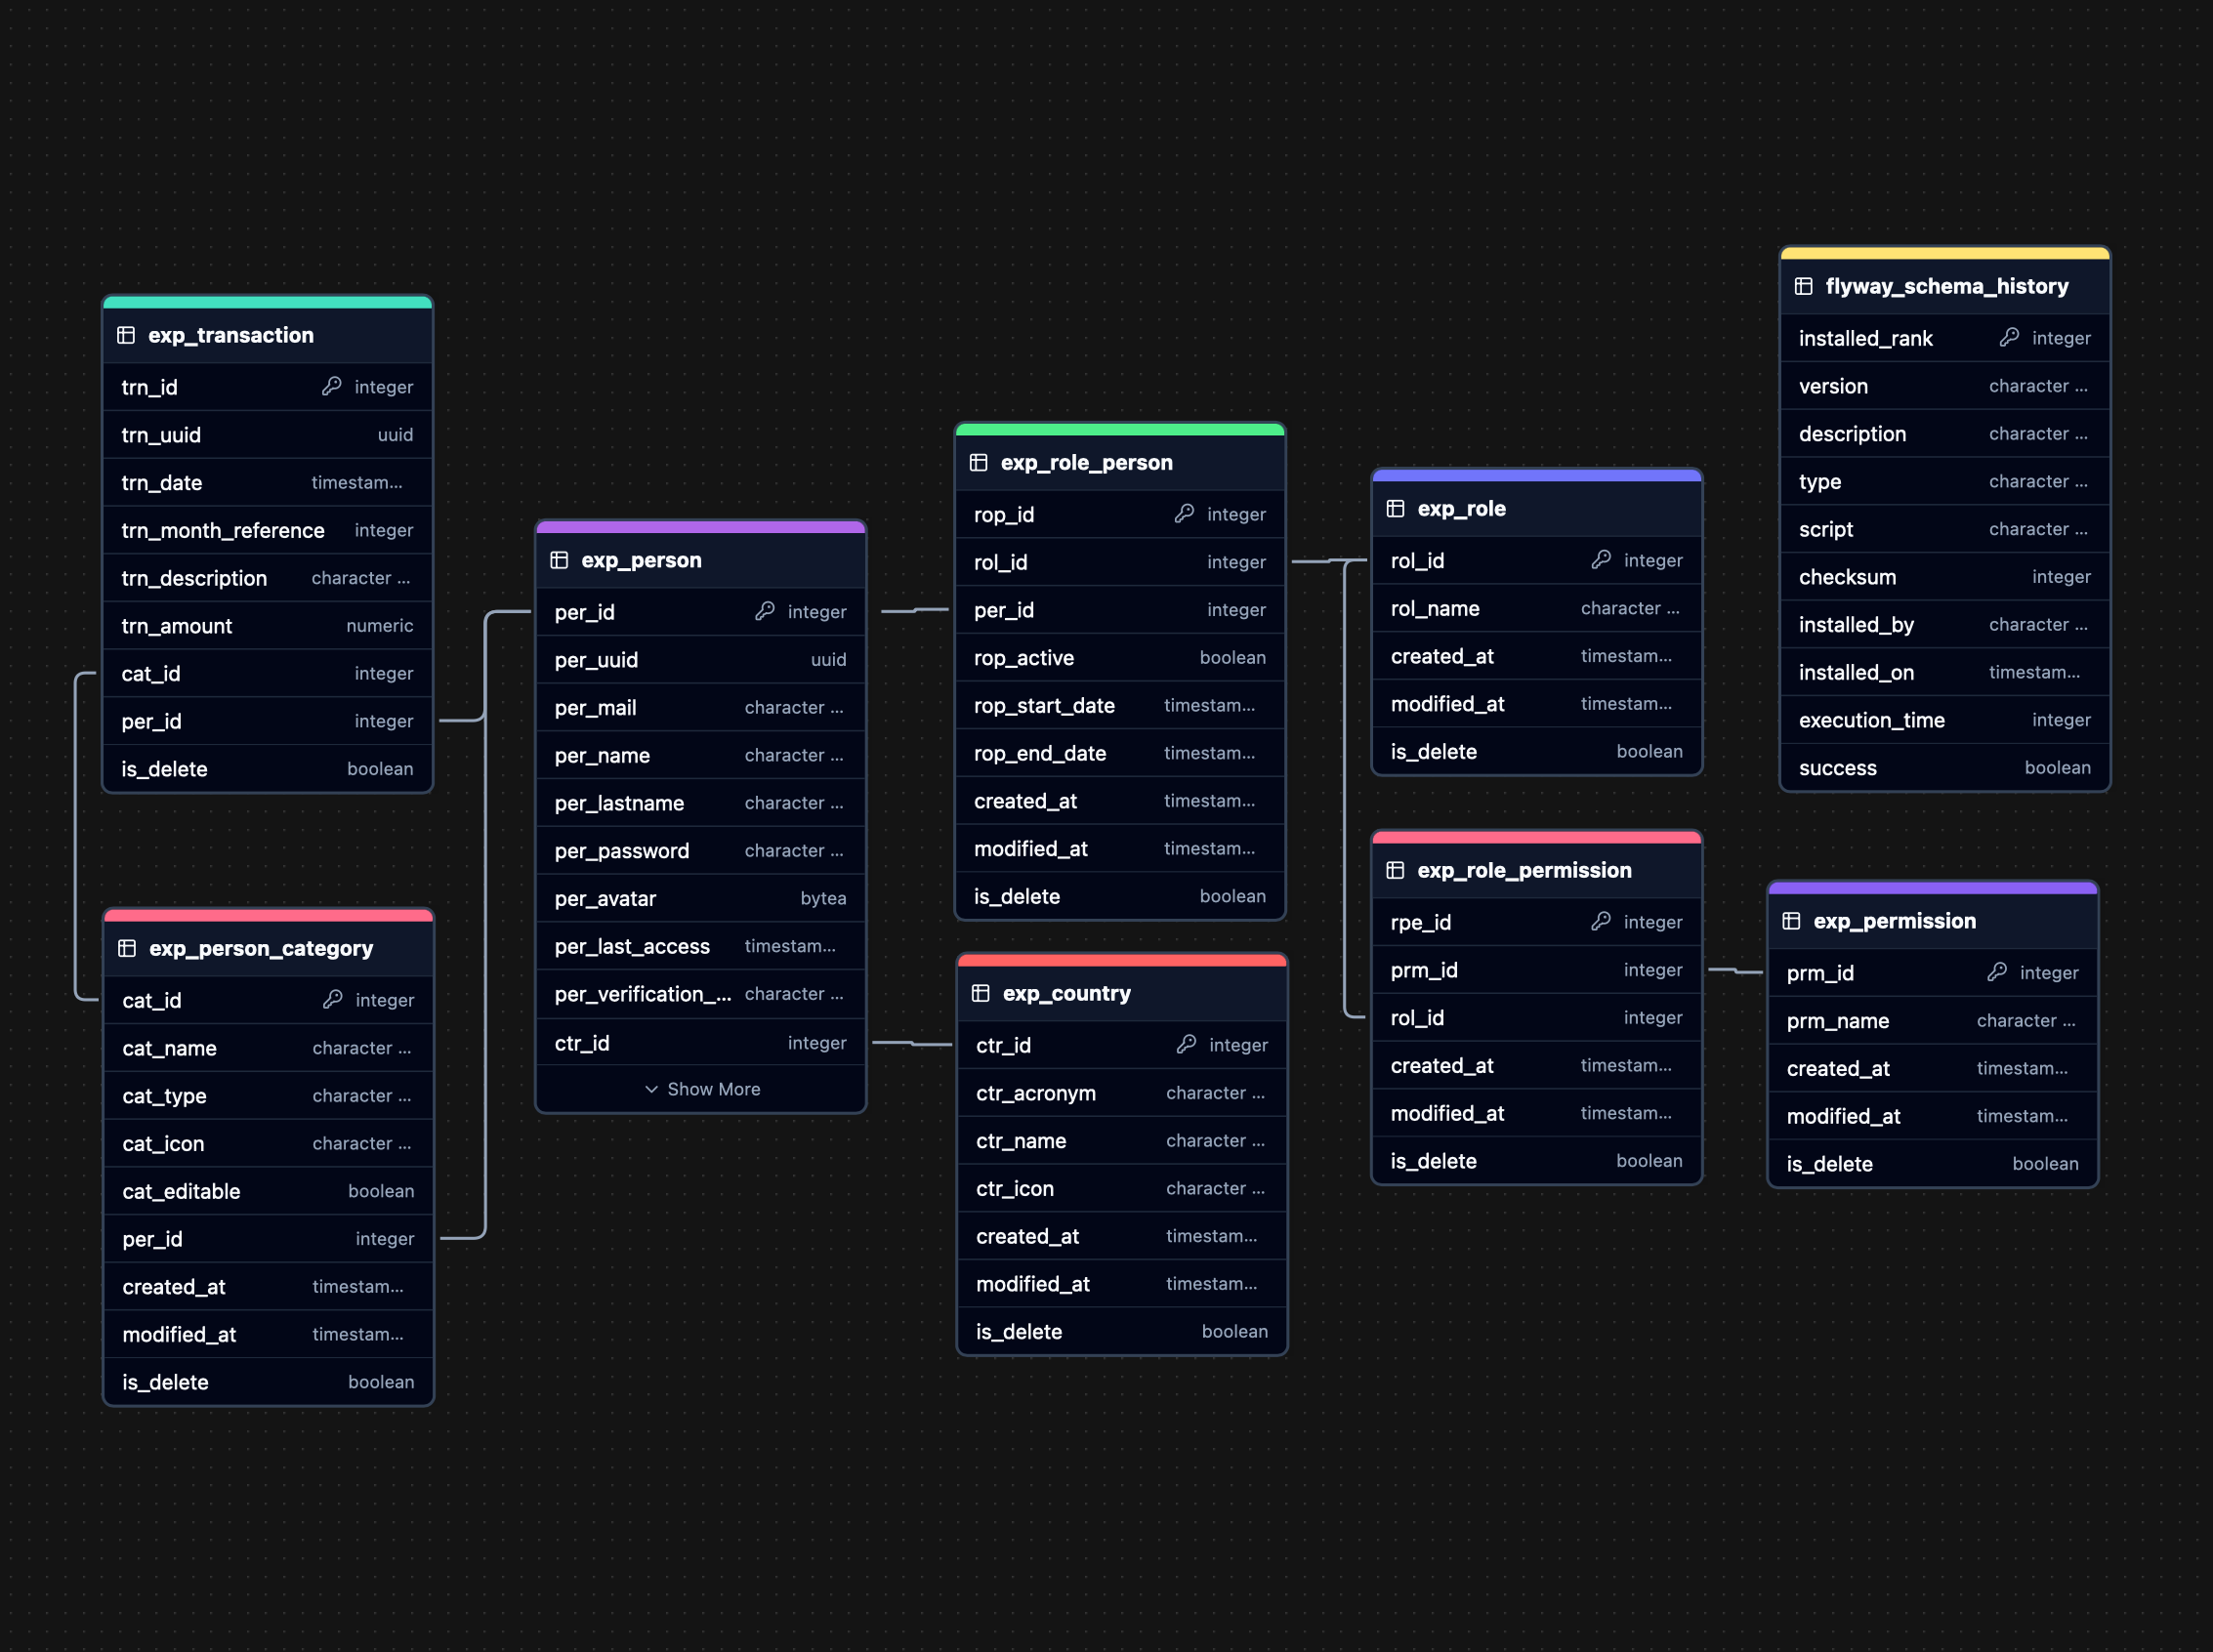 exp_transaction
trn_id integer
trn_uuid uuid
trn_date timestam...
trn_month_reference integer
trn_description character ...
trn_amount numeric
cat_id integer
per_id integer
is_delete boolean
exp_person_category
cat_id integer
cat_name character ...
cat_type character ...
cat_icon character ...
cat_editable boolean
per_id integer
created_at timestam...
modified_at timestam...
is_delete boolean
exp_person
per_id integer
per_uuid uuid
per_mail character ...
per_name character ...
per_lastname character ...
per_password character ...
per_avatar bytea
per_last_access timestam...
per_verification_... character ...
ctr_id integer
Show More
exp_role_person
rop_id integer
rol_id integer
per_id integer
rop_active boolean
rop_start_date timestam...
rop_end_date timestam...
created_at timestam...
modified_at timestam...
is_delete boolean
exp_country
ctr_id integer
ctr_acronym character ...
ctr_name character ...
ctr_icon character ...
created_at timestam...
modified_at timestam...
is_delete boolean
exp_role
rol_id integer
rol_name character ...
created_at timestam...
modified_at timestam...
is_delete boolean
exp_role_permission
rpe_id integer
prm_id integer
rol_id integer
created_at timestam...
modified_at timestam...
is_delete boolean
flyway_schema_history
installed_rank integer
version character ...
description character ...
type character ...
script character ...
checksum integer
installed_by character ...
installed_on timestam...
execution_time integer
success boolean
exp_permission
prm_id integer
prm_name character ...
created_at timestam...
modified_at timestam...
is_delete boolean